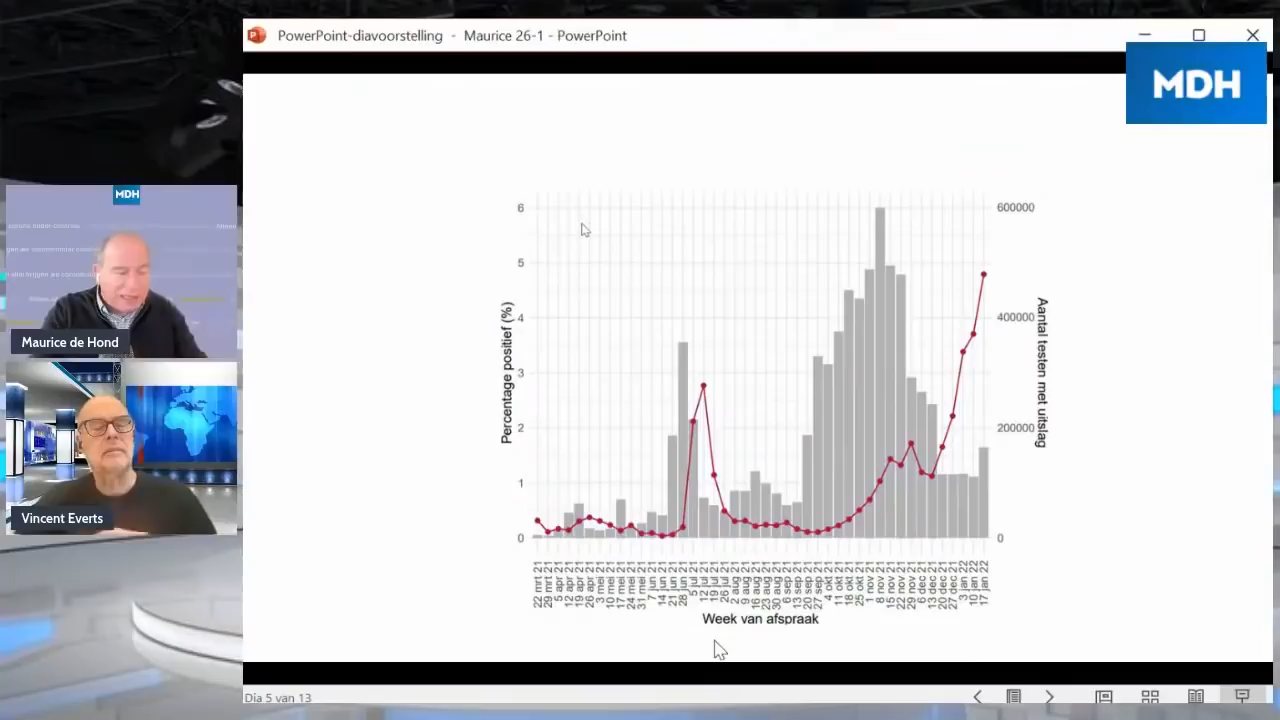 PowerPoint-diavoorstelling - Maurice 26-1 - PowerPoint
MDH
MDH
Maurice de Hond
Vincent Everts
Percentage positief (%)
6
5
4
3
2
1
0
600000
400000
200000
0
Aantal testen met uitslag
22 mrt 21
29 mrt 21
5 apr 21
12 apr 21
19 apr 21
26 apr 21
3 mei 21
10 mei 21
17 mei 21
24 mei 21
31 mei 21
7 jun 21
14 jun 21
21 jun 21
28 jun 21
5 jul 21
12 jul 21
19 jul 21
26 jul 21
2 aug 21
9 aug 21
16 aug 21
23 aug 21
30 aug 21
6 sep 21
13 sep 21
20 sep 21
27 sep 21
4 okt 21
11 okt 21
18 okt 21
25 okt 21
1 nov 21
8 nov 21
15 nov 21
22 nov 21
29 nov 21
6 dec 21
13 dec 21
20 dec 21
27 dec 21
3 jan 22
10 jan 22
17 jan 22
Week van afspraak
Dia 5 van 13